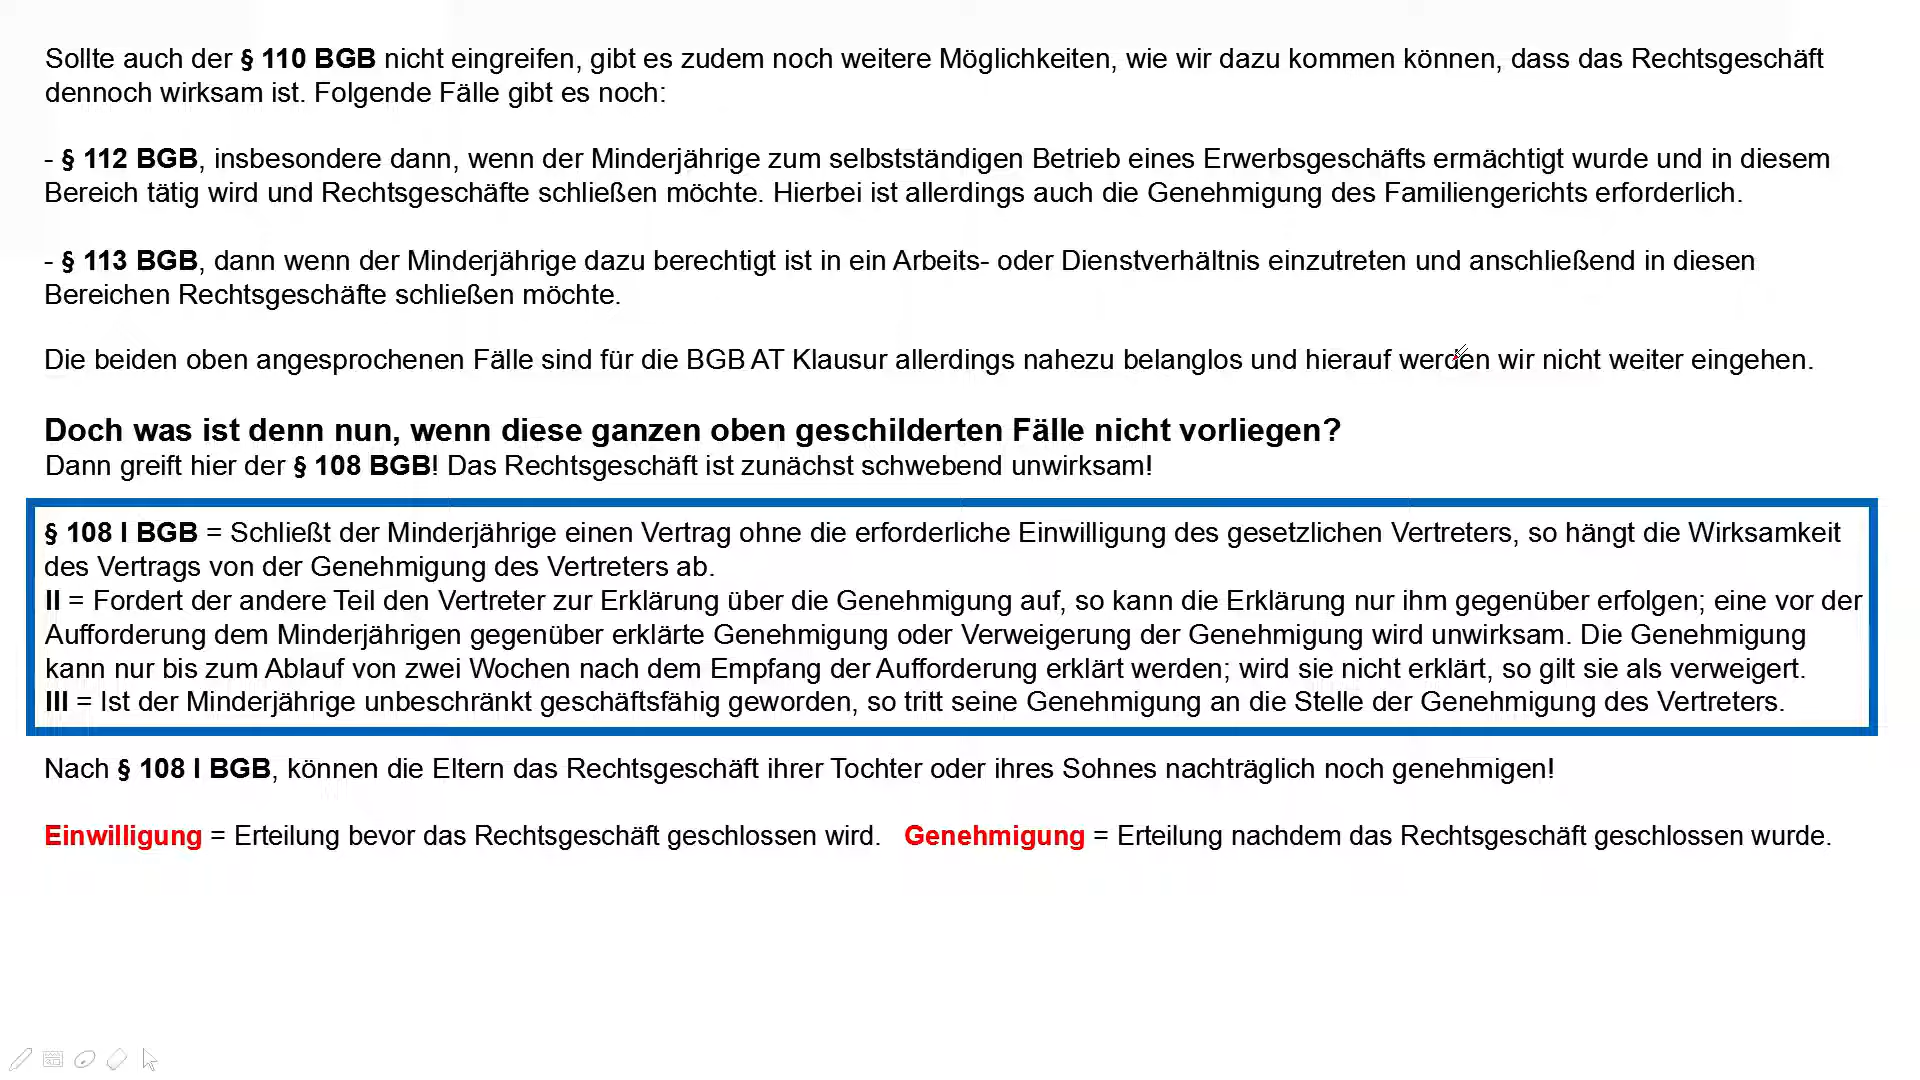 Sollte auch der § 110 BGB nicht eingreifen, gibt es zudem noch weitere Möglichkeiten, wie wir dazu kommen können, dass das Rechtsgeschäft
dennoch wirksam ist. Folgende Fälle gibt es noch:
- § 112 BGB, insbesondere dann, wenn der Minderjährige zum selbstständigen Betrieb eines Erwerbsgeschäfts ermächtigt wurde und in diesem
Bereich tätig wird und Rechtsgeschäfte schließen möchte. Hierbei ist allerdings auch die Genehmigung des Familiengerichts erforderlich.
- § 113 BGB, dann wenn der Minderjährige dazu berechtigt ist in ein Arbeits- oder Dienstverhältnis einzutreten und anschließend in diesen
Bereichen Rechtsgeschäfte schließen möchte.
Die beiden oben angesprochenen Fälle sind für die BGB AT Klausur allerdings nahezu belanglos und hierauf werden wir nicht weiter eingehen.
Doch was ist denn nun, wenn diese ganzen oben geschilderten Fälle nicht vorliegen?
Dann greift hier der § 108 BGB! Das Rechtsgeschäft ist zunächst schwebend unwirksam!
§ 108 I BGB = Schließt der Minderjährige einen Vertrag ohne die erforderliche Einwilligung des gesetzlichen Vertreters, so hängt die Wirksamkeit
des Vertrags von der Genehmigung des Vertreters ab.
II = Fordert der andere Teil den Vertreter zur Erklärung über die Genehmigung auf, so kann die Erklärung nur ihm gegenüber erfolgen; eine vor der
Aufforderung dem Minderjährigen gegenüber erklärte Genehmigung oder Verweigerung der Genehmigung wird unwirksam. Die Genehmigung
kann nur bis zum Ablauf von zwei Wochen nach dem Empfang der Aufforderung erklärt werden; wird sie nicht erklärt, so gilt sie als verweigert.
III = Ist der Minderjährige unbeschränkt geschäftsfähig geworden, so tritt seine Genehmigung an die Stelle der Genehmigung des Vertreters.
Nach § 108 I BGB, können die Eltern das Rechtsgeschäft ihrer Tochter oder ihres Sohnes nachträglich noch genehmigen!
Einwilligung = Erteilung bevor das Rechtsgeschäft geschlossen wird. Genehmigung = Erteilung nachdem das Rechtsgeschäft geschlossen wurde.